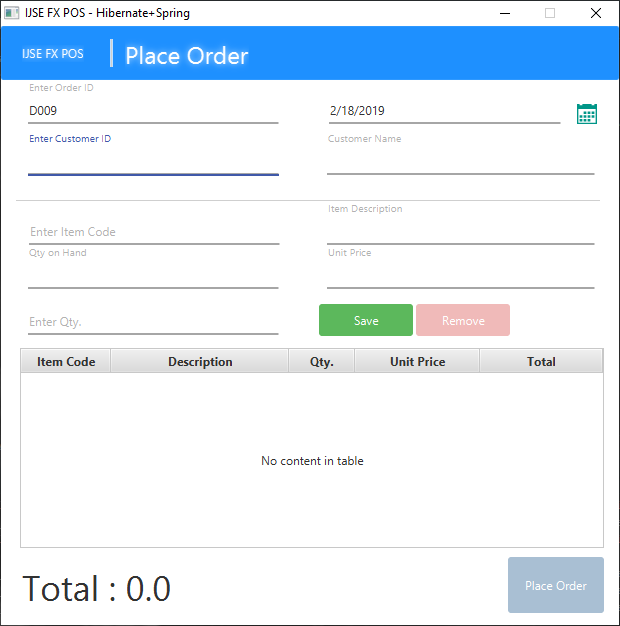 IJSE FX POS - Hibernate+Spring
IJSE FX POS
Place Order
Enter Order ID
D009
2/18/2019
Enter Customer ID
Customer Name
Item Description
Enter Item Code
Qty on Hand
Unit Price
Enter Qty.
Save
Remove
Item Code Description Qty. Unit Price Total
No content in table
Total : 0.0
Place Order